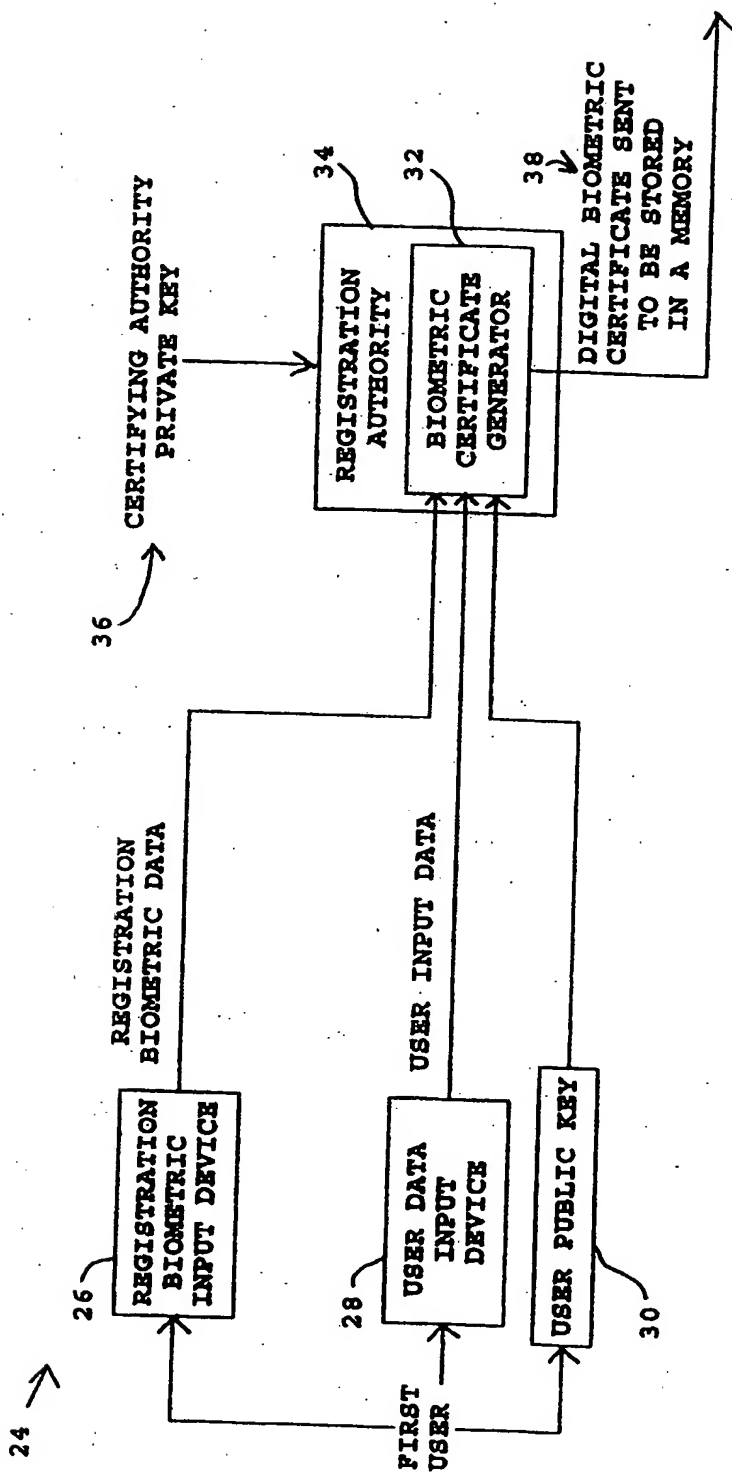 24
26
REGISTRATION
BIOMETRIC
INPUT DEVICE
REGISTRATION
BIOMETRIC DATA
FIRST
USER
28
USER DATA
INPUT
DEVICE
USER INPUT DATA
USER PUBLIC KEY
30
36
CERTIFYING AUTHORITY
PRIVATE KEY
34
REGISTRATION
AUTHORITY
32
BIOMETRIC
CERTIFICATE
GENERATOR
38
DIGITAL BIOMETRIC
CERTIFICATE SENT
TO BE STORED
IN A MEMORY